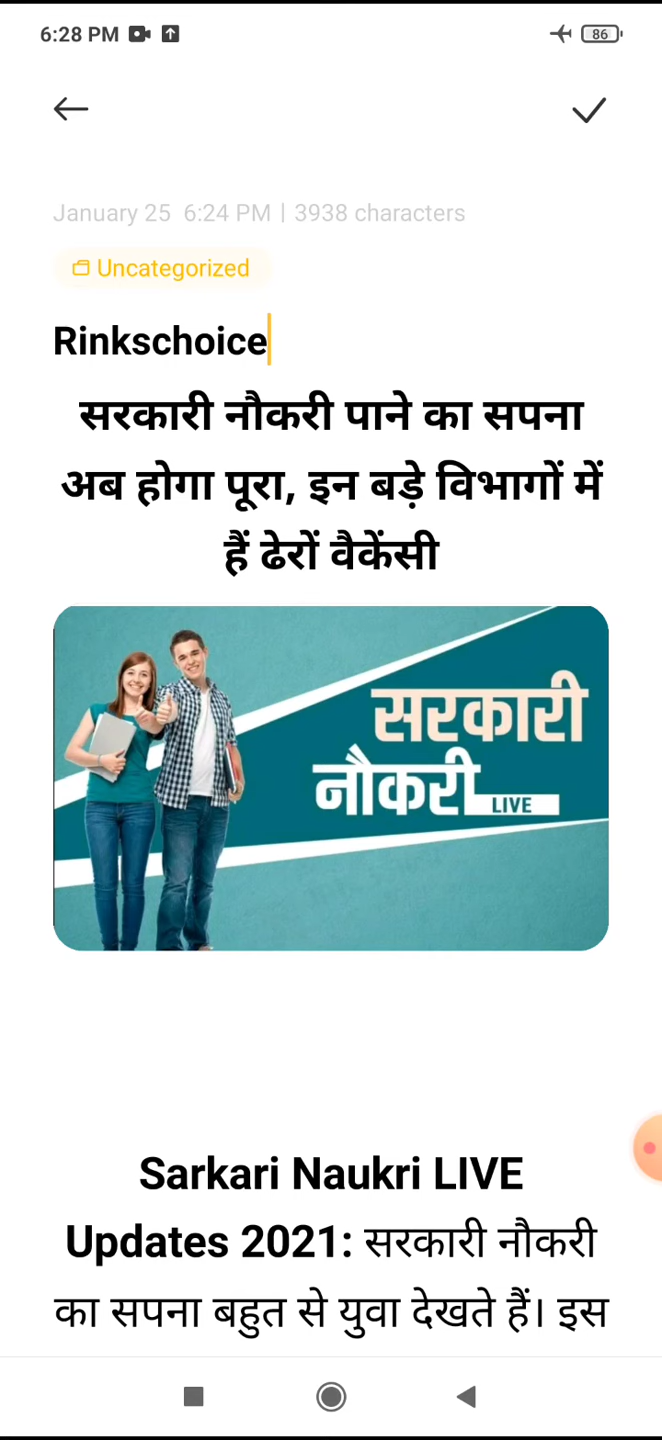 6:28 PM
86
January 25 6:24 PM | 3938 characters
Uncategorized
Rinkschoice
सरकारी नौकरी पाने का सपना
अब होगा पूरा, इन बड़े विभागों में
हैं ढेरों वैकेंसी
सरकारी
नौकरी
LIVE
Sarkari Naukri LIVE
Updates 2021: सरकारी नौकरी
का सपना बहुत से युवा देखते हैं। इस